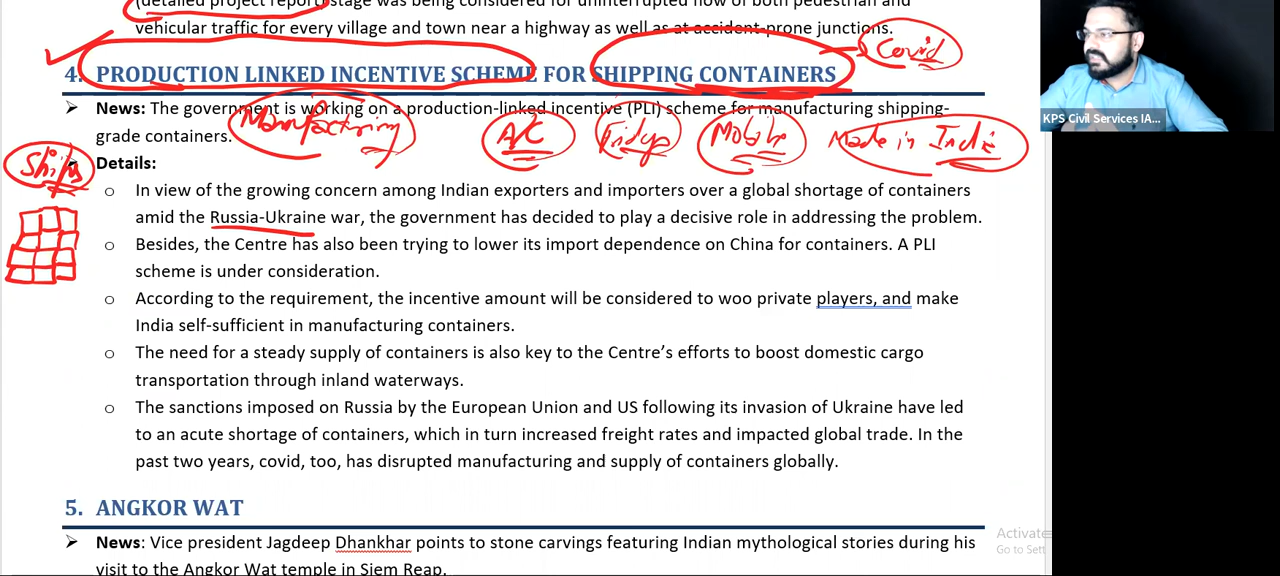 (detailed project report) stage was being considered for uninterrupted flow of both pedestrian and
vehicular traffic for every village and town near a highway as well as at accident-prone junctions.
Covid
4. PRODUCTION LINKED INCENTIVE SCHEME FOR SHIPPING CONTAINERS
KPS Civil Services IA...
➤ News: The government is working on a production-linked incentive (PLI) scheme for manufacturing shipping-
grade containers.
Manufacturing
A/C
Fridge
Mobile
Made in India
Ships
Details:
o In view of the growing concern among Indian exporters and importers over a global shortage of containers
amid the Russia-Ukraine war, the government has decided to play a decisive role in addressing the problem.
o Besides, the Centre has also been trying to lower its import dependence on China for containers. A PLI
scheme is under consideration.
o According to the requirement, the incentive amount will be considered to woo private players, and make
India self-sufficient in manufacturing containers.
o The need for a steady supply of containers is also key to the Centre's efforts to boost domestic cargo
transportation through inland waterways.
o The sanctions imposed on Russia by the European Union and US following its invasion of Ukraine have led
to an acute shortage of containers, which in turn increased freight rates and impacted global trade. In the
past two years, covid, too, has disrupted manufacturing and supply of containers globally.
5. ANGKOR WAT
➤ News: Vice president Jagdeep Dhankhar points to stone carvings featuring Indian mythological stories during his
visit to the Angkor Wat temple in Siem Reap.
Activate
Go to Sett